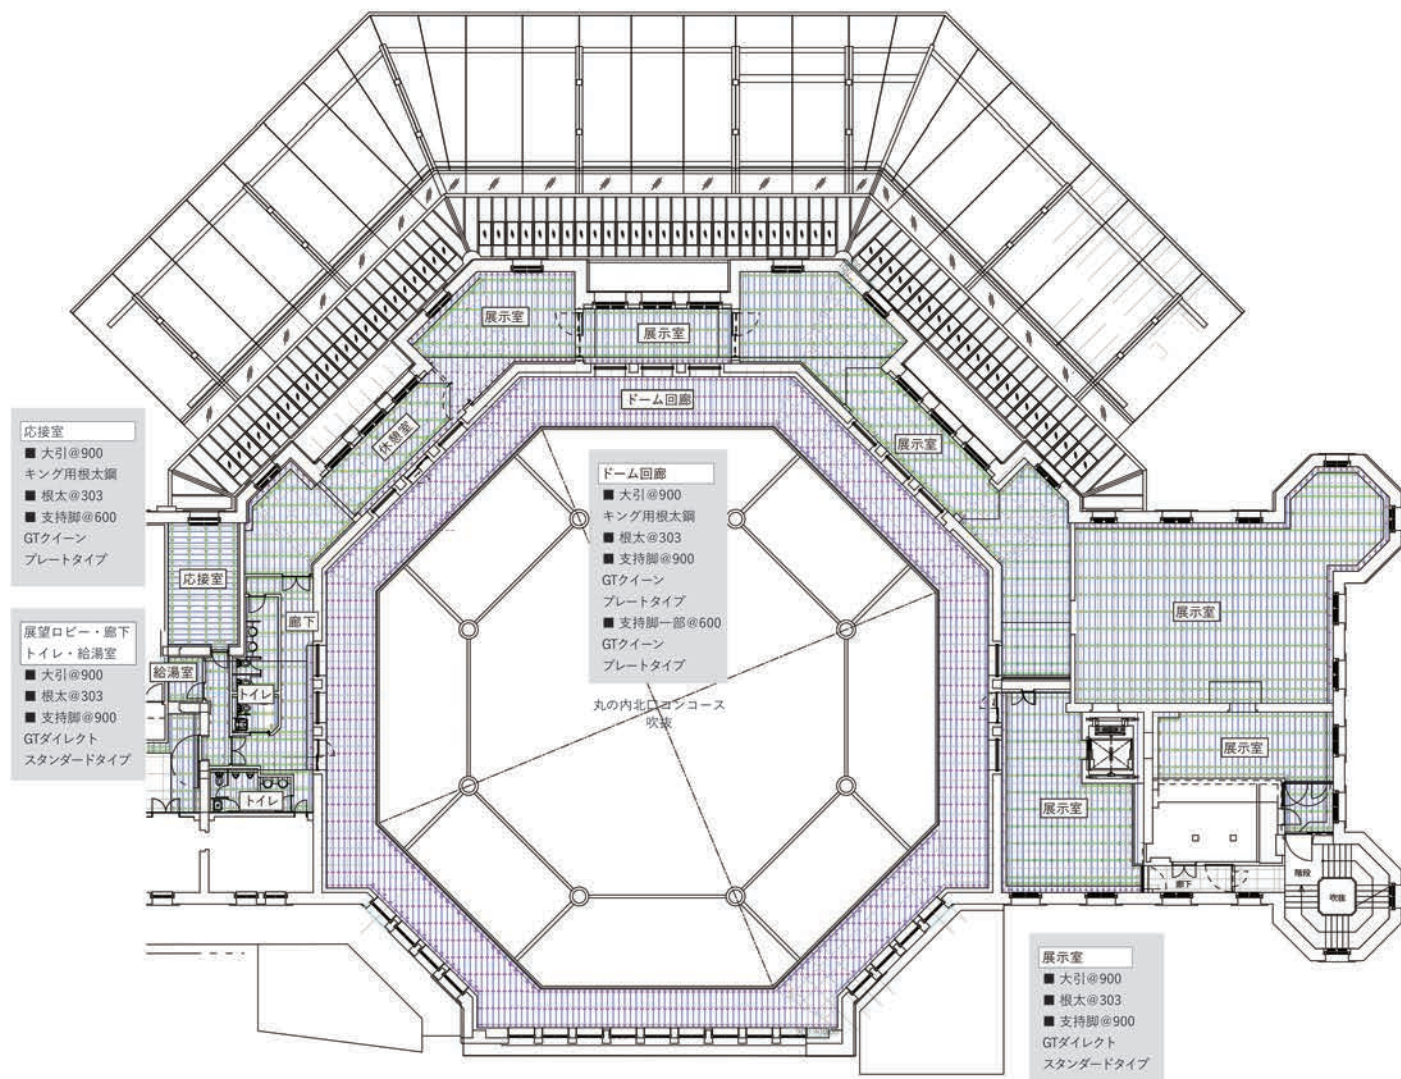 展示室
展示室
ドーム回廊
休憩室
展示室
応接室
■ 大引@900
キング用根太鋼
■ 根太@303
■ 支持脚@600
GTクイーン
プレートタイプ
ドーム回廊
■ 大引@900
キング用根太鋼
■ 根太@303
■ 支持脚@900
GTクイーン
プレートタイプ
■ 支持脚一部@600
GTクイーン
プレートタイプ
応接室
廊下
展示室
展望ロビー・廊下
トイレ・給湯室
■ 大引@900
■ 根太@303
■ 支持脚@900
GTダイレクト
スタンダードタイプ
給湯室
トイレ
丸の内北口コンコース
吹抜
展示室
トイレ
展示室
階段
廊下
吹抜
展示室
■ 大引@900
■ 根太@303
■ 支持脚@900
GTダイレクト
スタンダードタイプ